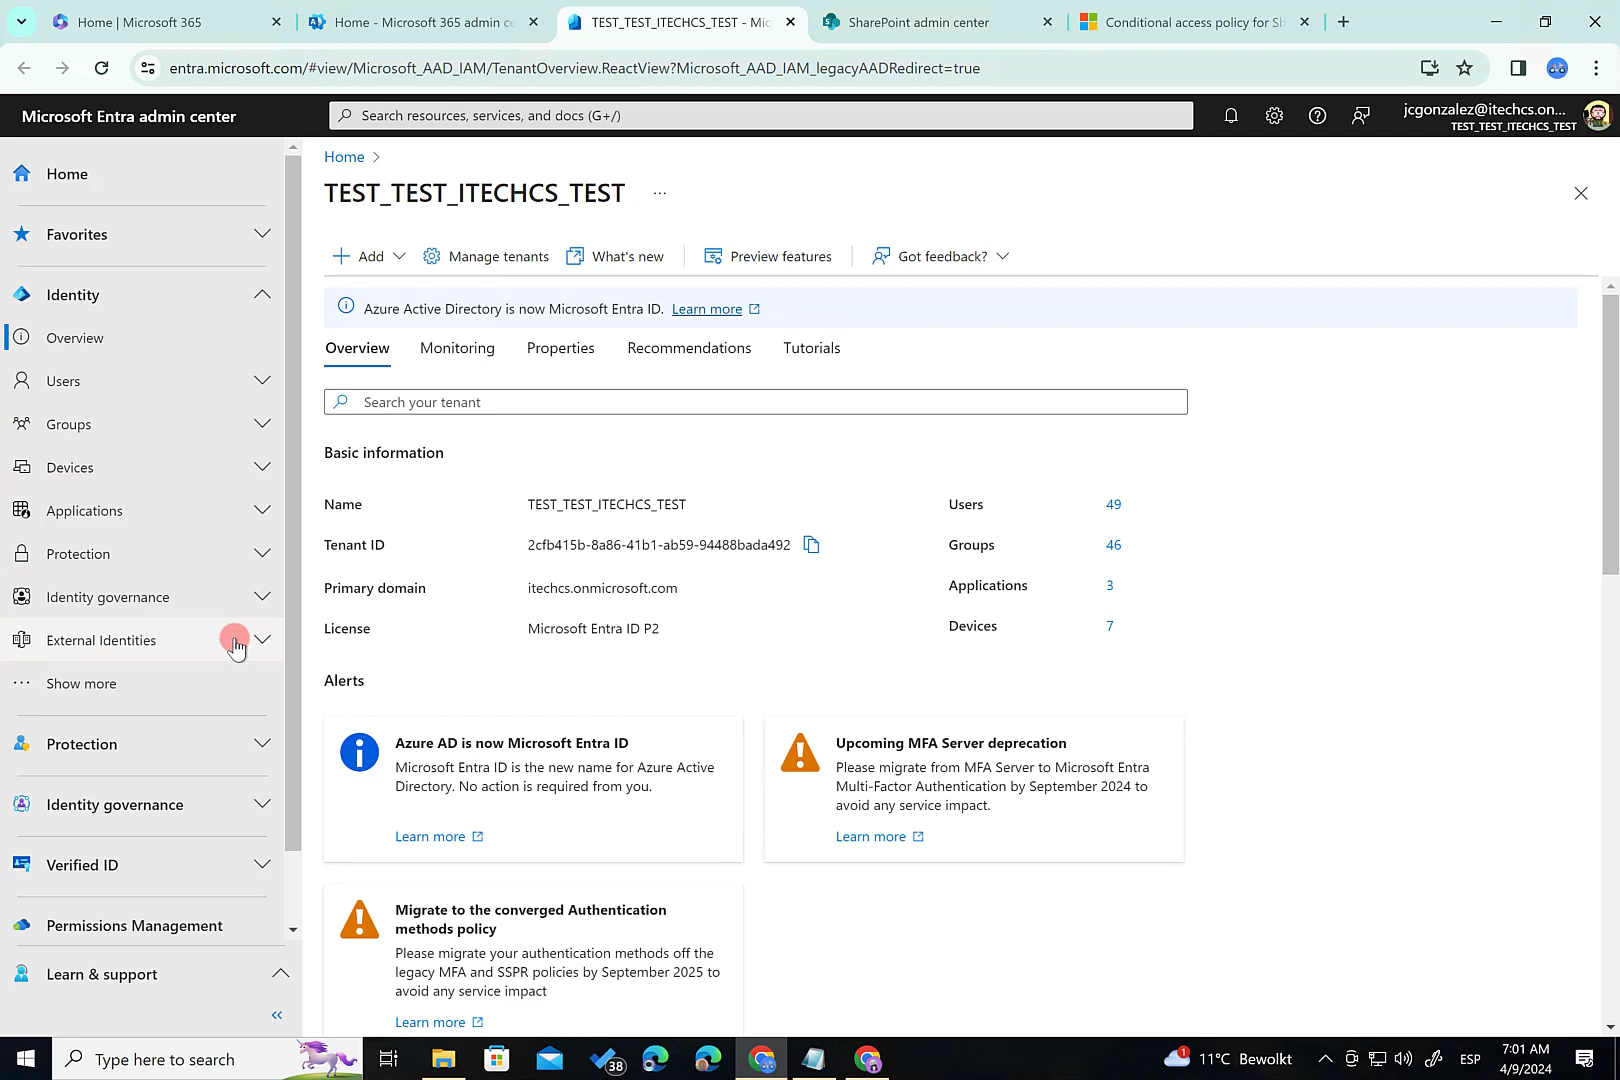 Home | Microsoft 365
Home - Microsoft 365 admin ce
TEST_TEST_ITECHCS_TEST - Mic
SharePoint admin center
Conditional access policy for Sh
entra.microsoft.com/#view/Microsoft_AAD_IAM/TenantOverview.ReactView?Microsoft_AAD_IAM_legacyAADRedirect=true
Microsoft Entra admin center
Search resources, services, and docs (G+/)
jcgonzalez@itechcs.on...
TEST_TEST_ITECHCS_TEST
Home
Favorites
Identity
Overview
Users
Groups
Devices
Applications
Protection
Identity governance
External Identities
Show more
Protection
Identity governance
Verified ID
Permissions Management
Learn & support
Home
TEST_TEST_ITECHCS_TEST
Add
Manage tenants
What's new
Preview features
Got feedback?
Azure Active Directory is now Microsoft Entra ID. Learn more
Overview
Monitoring
Properties
Recommendations
Tutorials
Search your tenant
Basic information
Name TEST_TEST_ITECHCS_TEST
Tenant ID 2cfb415b-8a86-41b1-ab59-94488bada492
Primary domain itechcs.onmicrosoft.com
License Microsoft Entra ID P2
Users 49
Groups 46
Applications 3
Devices 7
Alerts
Azure AD is now Microsoft Entra ID
Microsoft Entra ID is the new name for Azure Active
Directory. No action is required from you.
Learn more
Upcoming MFA Server deprecation
Please migrate from MFA Server to Microsoft Entra
Multi-Factor Authentication by September 2024 to
avoid any service impact.
Learn more
Migrate to the converged Authentication
methods policy
Please migrate your authentication methods off the
legacy MFA and SSPR policies by September 2025 to
avoid any service impact
Learn more
Type here to search
38
1
11°C Bewolkt
ESP
7:01 AM
4/9/2024